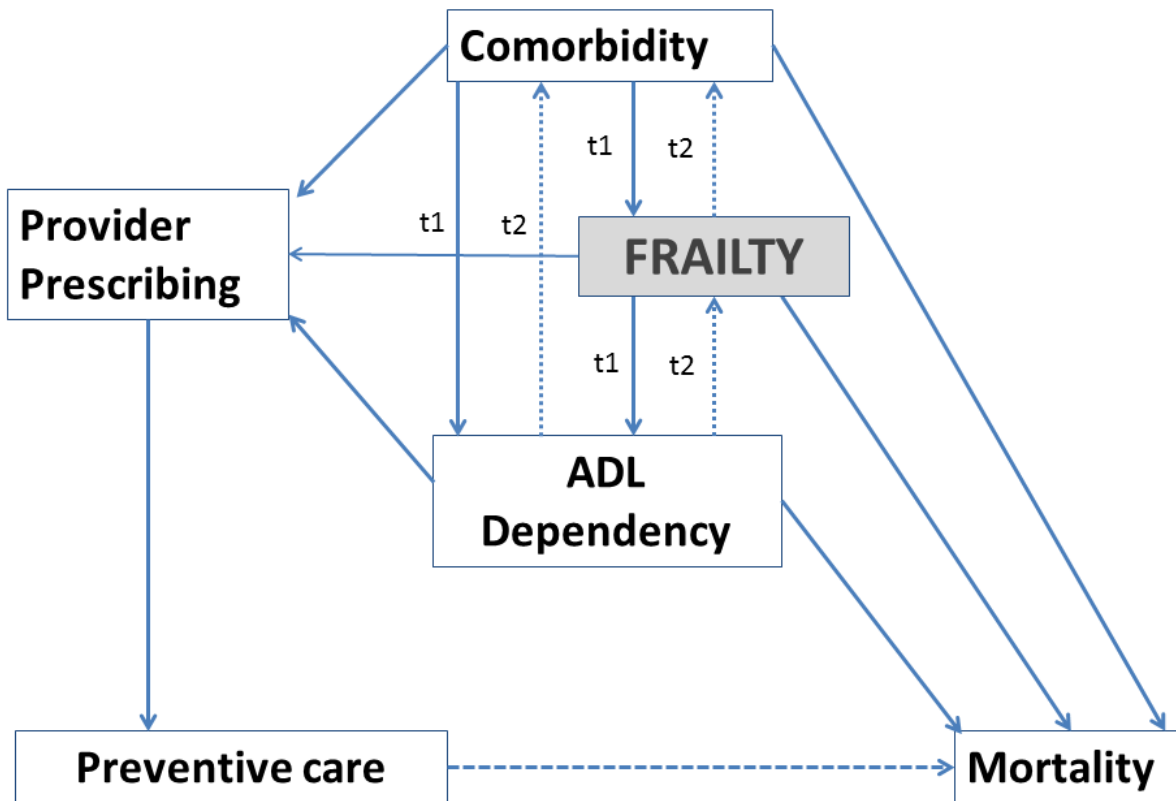 Comorbidity
t1
t2
Provider
Prescribing
t1
t2
FRAILTY
t1
t2
ADL
Dependency
Preventive care
Mortality